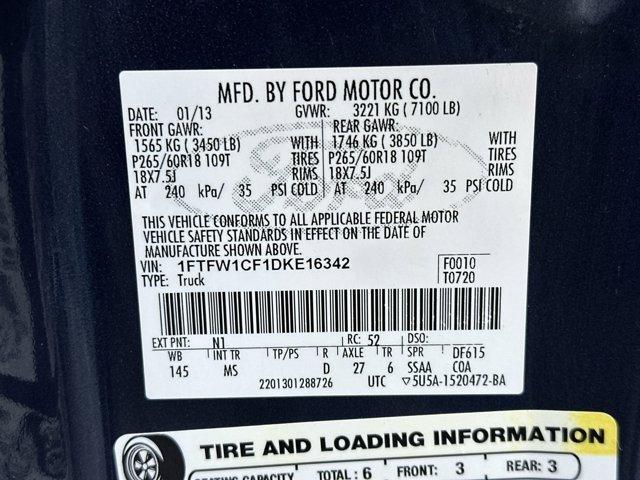 MFD. BY FORD MOTOR CO.
DATE: 01/13 GVWR: 3221 KG ( 7100 LB)
FRONT GAWR: REAR GAWR:
1565 KG ( 3450 LB) WITH 1746 KG ( 3850 LB) WITH
P265/60R18 109T TIRES P265/60R18 109T TIRES
18X7.5J RIMS 18X7.5J RIMS
AT 240 kPa/ 35 PSI COLD AT 240 kPa/ 35 PSI COLD
Ford
THIS VEHICLE CONFORMS TO ALL APPLICABLE FEDERAL MOTOR
VEHICLE SAFETY STANDARDS IN EFFECT ON THE DATE OF
MANUFACTURE SHOWN ABOVE.
VIN: 1FTFW1CF1DKE16342 F0010
TYPE: Truck T0720
EXT PNT: N1 RC: 52 DSO:
WB INT TR TP/PS R AXLE TR SPR DF615
145 MS D 27 6 SSAA COA
2201301288726 UTC ▽5U5A-1520472-BA
TIRE AND LOADING INFORMATION
SEATING CAPACITY TOTAL: 6 FRONT: 3 REAR: 3